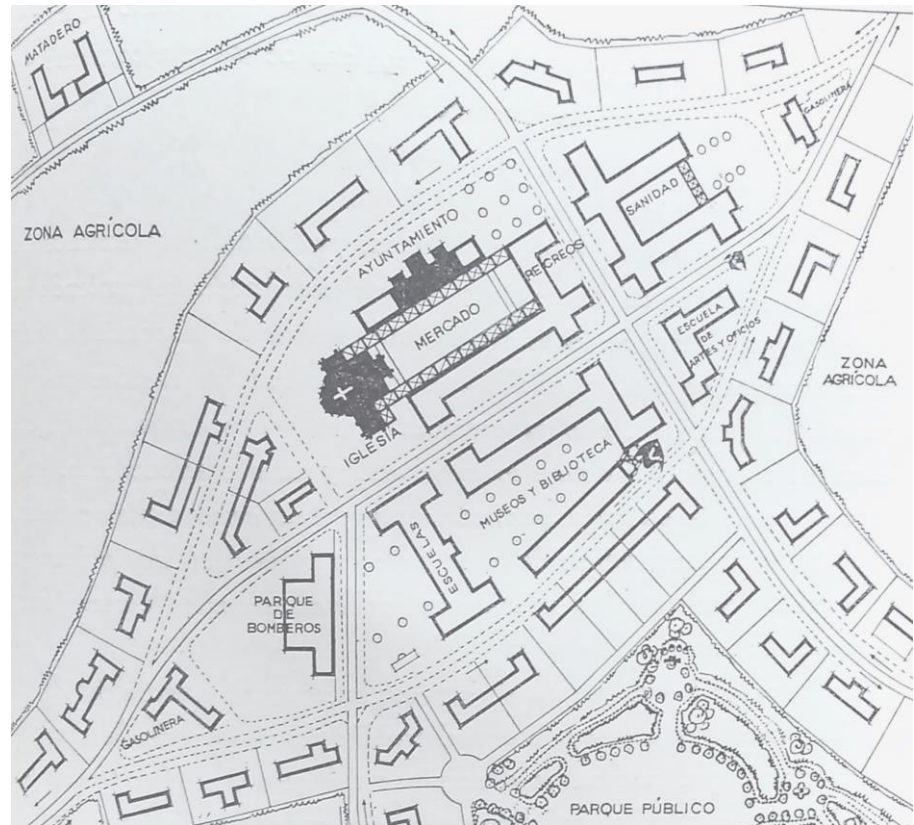 MATADERO
GASOLINERA
ZONA AGRÍCOLA
SANIDAD
AYUNTAMIENTO
RECREOS
MERCADO
ESCUELA
DE
ARTES Y OFICIOS
ZONA
AGRÍCOLA
IGLESIA
MUSEOS Y BIBLIOTECA
ESCUELAS
PARQUE
DE
BOMBEROS
GASOLINERA
PARQUE PÚBLICO